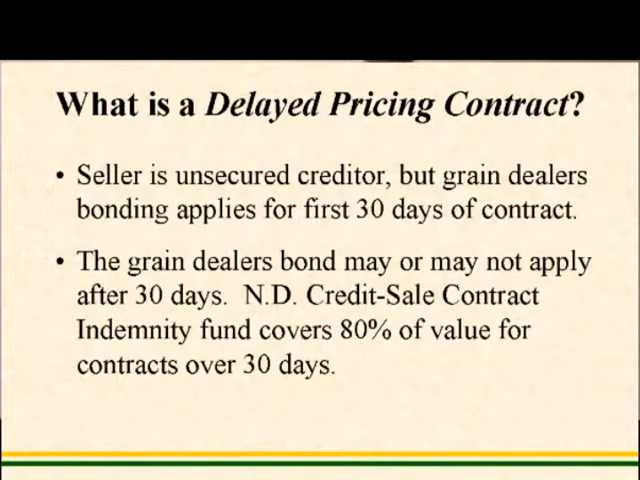 What is a Delayed Pricing Contract?
• Seller is unsecured creditor, but grain dealers
bonding applies for first 30 days of contract.
• The grain dealers bond may or may not apply
after 30 days. N.D. Credit-Sale Contract
Indemnity fund covers 80% of value for
contracts over 30 days.